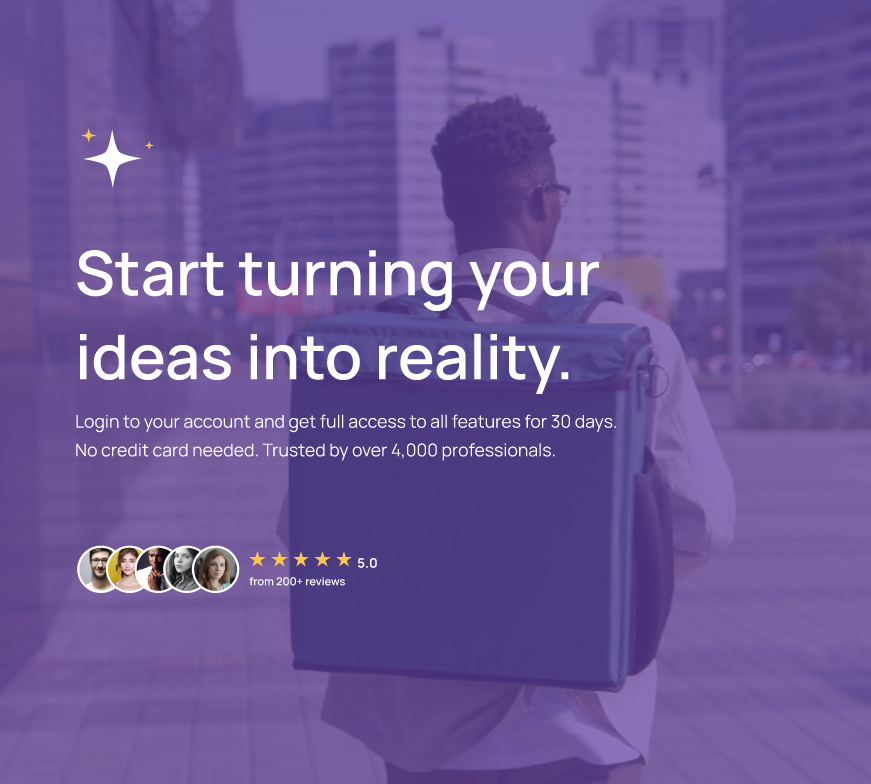 Start turning your
ideas into reality.
Login to your account and get full access to all features for 30 days.
No credit card needed. Trusted by over 4,000 professionals.
5.0
from 200+ reviews